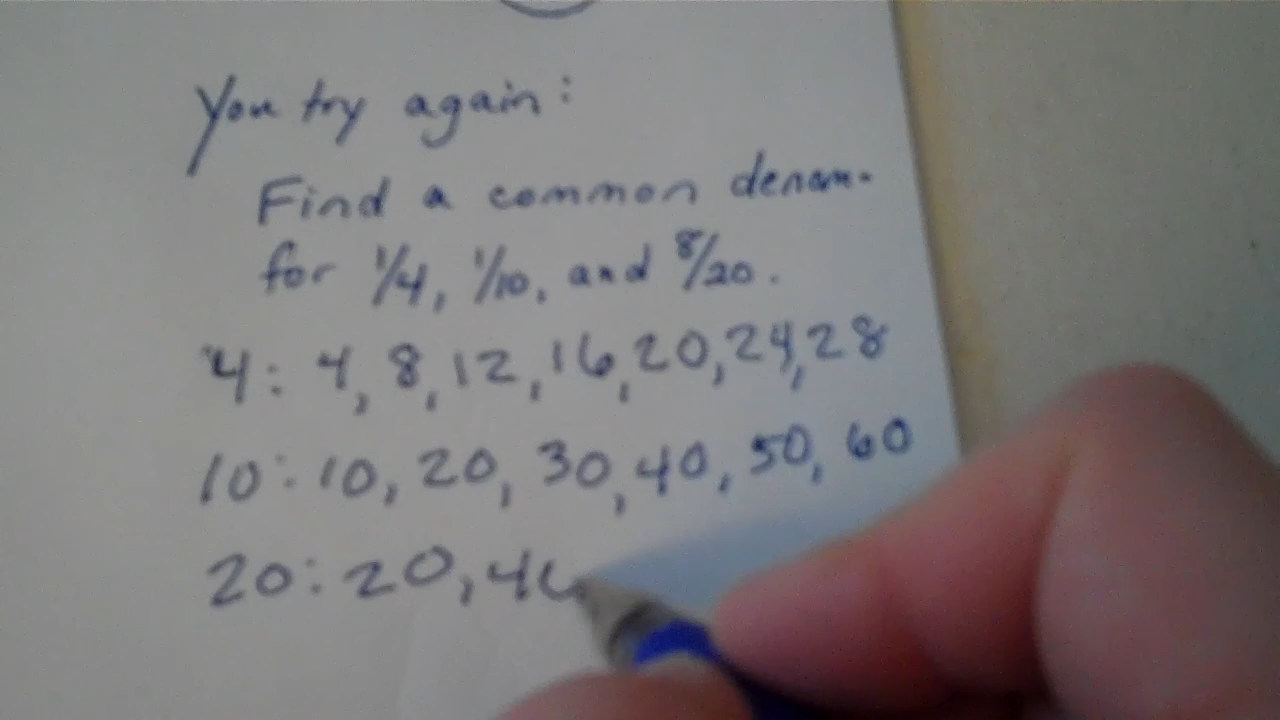 You try again:
Find a common denom.
for 1/4, 1/10, and 8/20.
4: 4, 8, 12, 16, 20, 24, 28
10: 10, 20, 30, 40, 50, 60
20: 20, 40